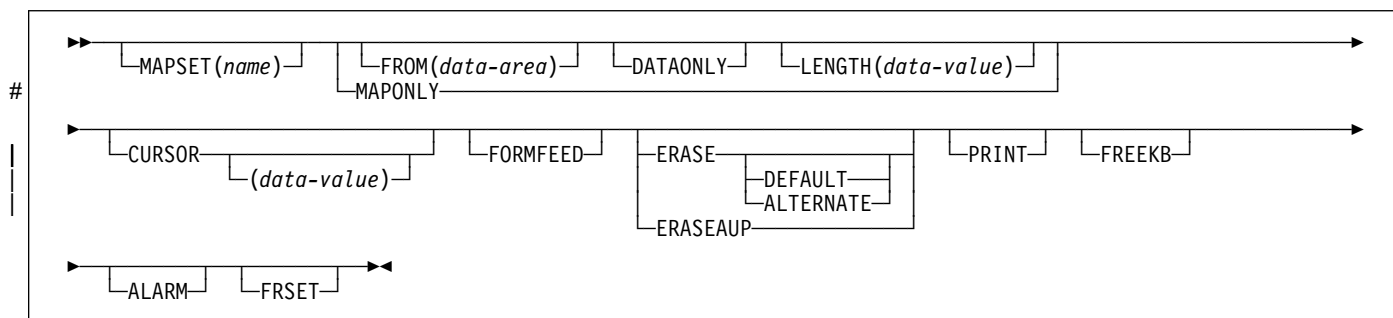 MAPSET(name) FROM(data-area) DATAONLY LENGTH(data-value)
# MAPONLY
CURSOR FORMFEED ERASE PRINT FREEKB
(data-value) DEFAULT
ALTERNATE
ERASEAUP
ALARM FRSET